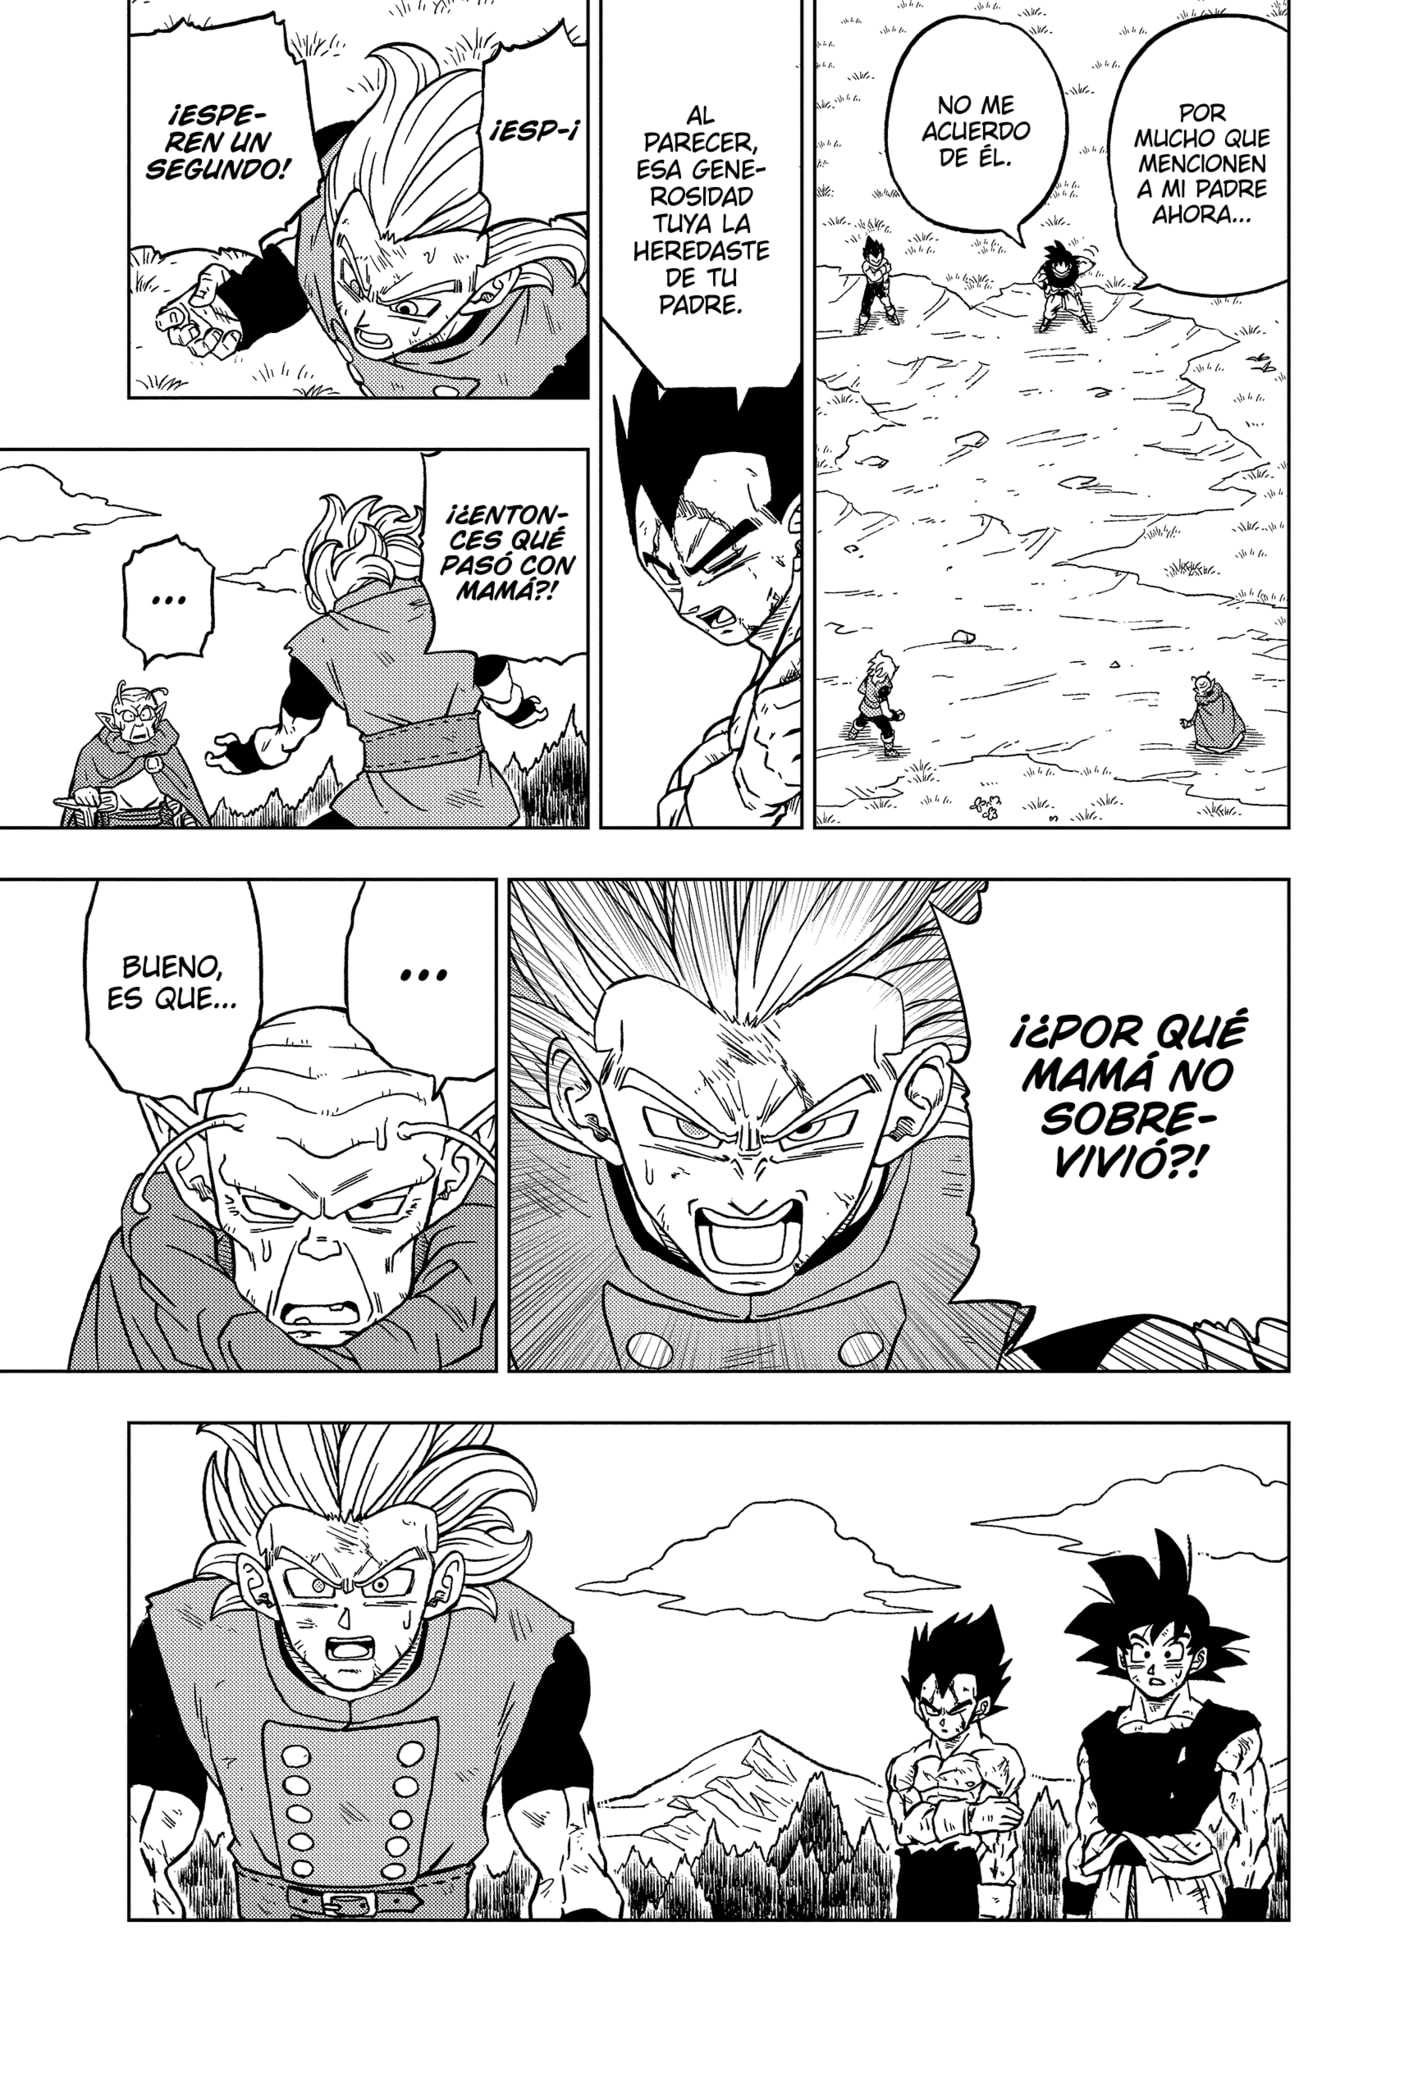 POR
MUCHO QUE
MENCIONEN
A MI PADRE
AHORA...
NO ME
ACUERDO
DE ÉL.
AL
PARECER,
ESA GENE-
ROSIDAD
TUYA LA
HEREDASTE
DE TU
PADRE.
¡ESP-¡
¡ESPE-
REN UN
SEGUNDO!
¡¿ENTON-
CES QUÉ
PASÓ CON
MAMÁ?!
...
¡¿POR QUÉ
MAMÁ NO
SOBRE-
VIVIÓ?!
...
BUENO,
ES QUE...